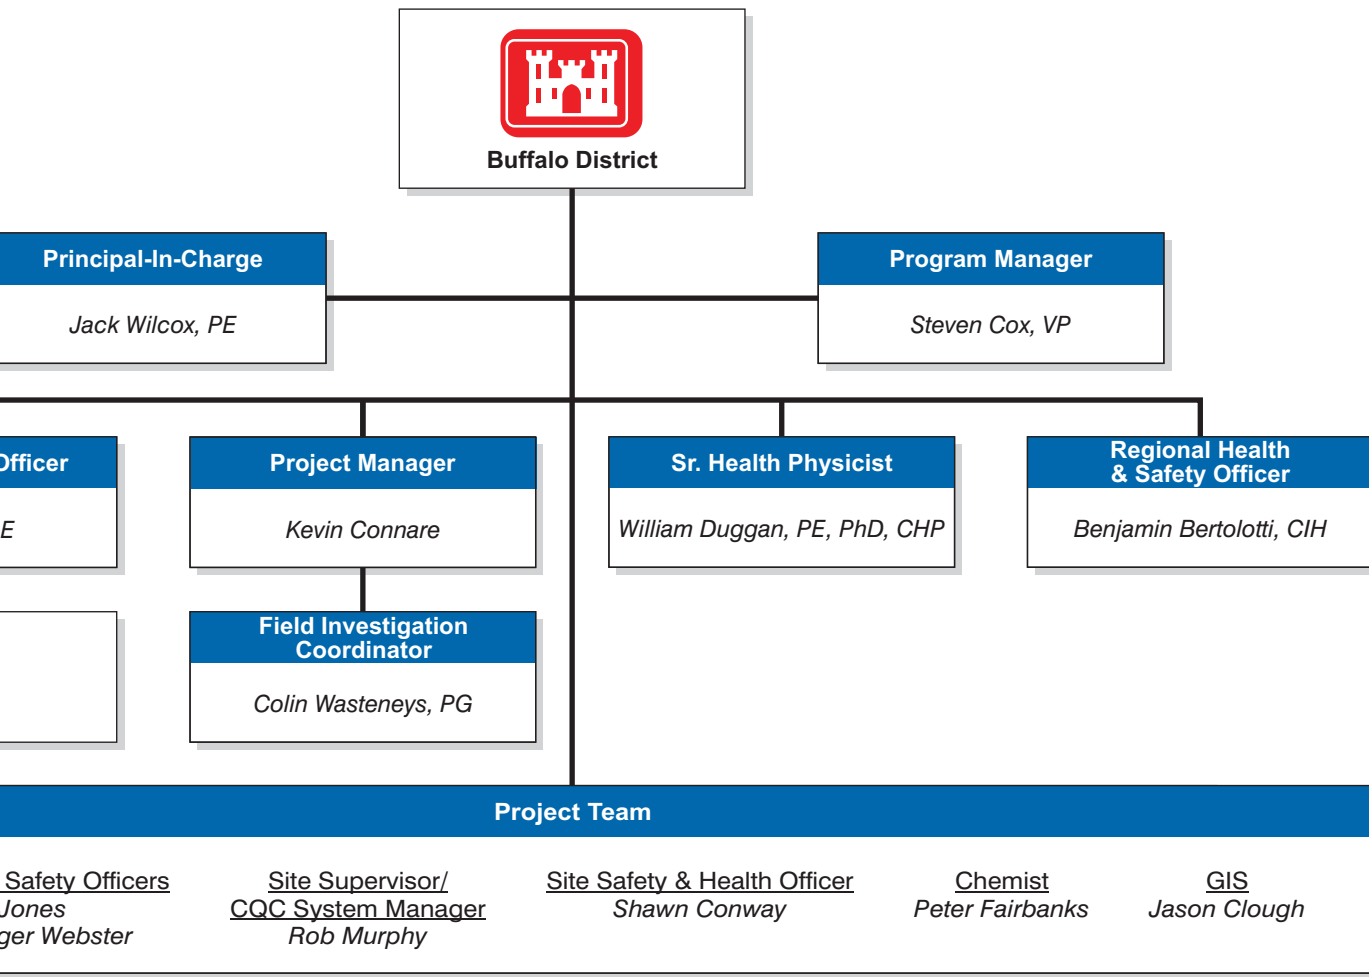 Buffalo District
Principal-In-Charge
Jack Wilcox, PE
Program Manager
Steven Cox, VP
Officer
E
Project Manager
Kevin Connare
Sr. Health Physicist
William Duggan, PE, PhD, CHP
Regional Health
& Safety Officer
Benjamin Bertolotti, CIH
Field Investigation
Coordinator
Colin Wasteneys, PG
Project Team
Safety Officers
Jones
ger Webster
Site Supervisor/
CQC System Manager
Rob Murphy
Site Safety & Health Officer
Shawn Conway
Chemist
Peter Fairbanks
GIS
Jason Clough